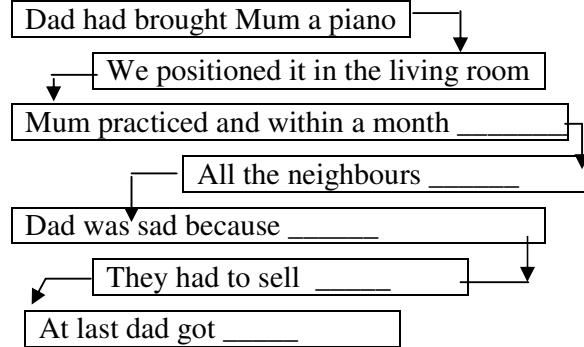 Dad had brought Mum a piano
We positioned it in the living room
Mum practiced and within a month ________
All the neighbours ______
Dad was sad because ______
They had to sell _____
At last dad got _____